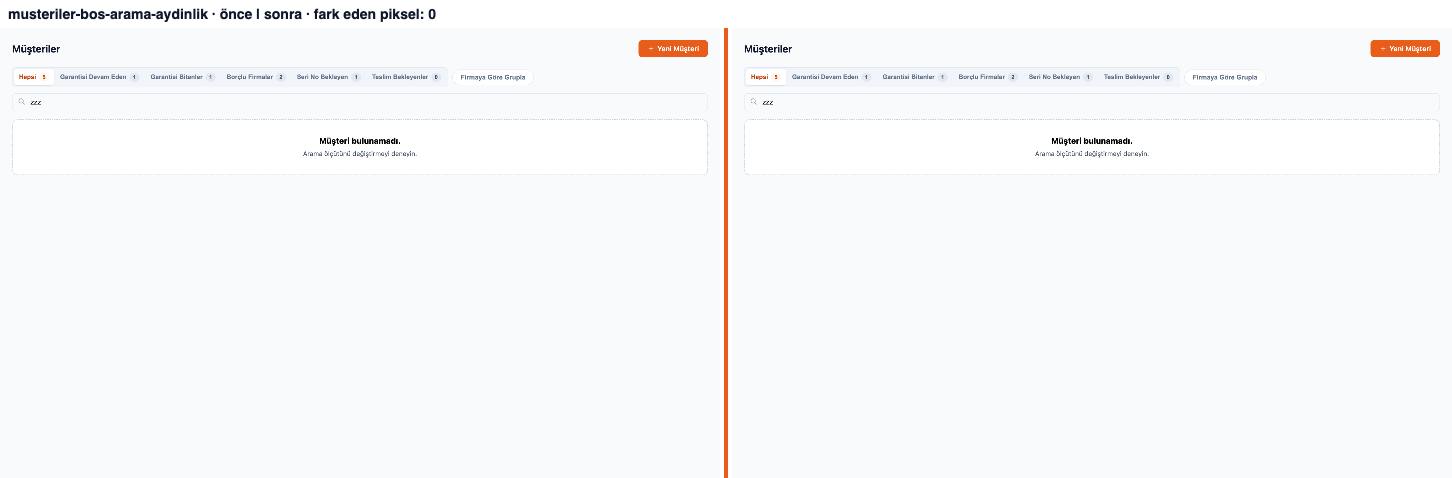 musteriler-bos-arama-aydinlik · önce | sonra · fark eden piksel: 0
Müşteriler
+ Yeni Müşteri
Hepsi 5 Garantisi Devam Eden 1 Garantisi Bitenler 1 Borçlu Firmalar 2 Seri No Bekleyen 1 Teslim Bekleyenler 0 Firmaya Göre Grupla
zzz
Müşteri bulunamadı.
Arama ölçütünü değiştirmeyi deneyin.
Müşteriler
+ Yeni Müşteri
Hepsi 5 Garantisi Devam Eden 1 Garantisi Bitenler 1 Borçlu Firmalar 2 Seri No Bekleyen 1 Teslim Bekleyenler 0 Firmaya Göre Grupla
zzz
Müşteri bulunamadı.
Arama ölçütünü değiştirmeyi deneyin.